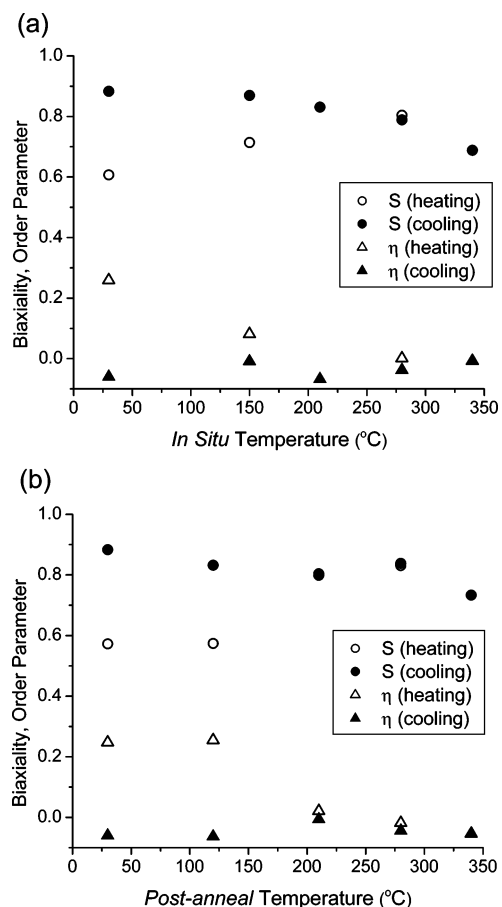 (a)
Biaxiality, Order Parameter
1.0
0.8
0.6
0.4
0.2
0.0
S (heating)
S (cooling)
η (heating)
η (cooling)
0 50 100 150 200 250 300 350
In Situ Temperature (°C)
(b)
Biaxiality, Order Parameter
1.0
0.8
0.6
0.4
0.2
0.0
S (heating)
S (cooling)
η (heating)
η (cooling)
0 50 100 150 200 250 300 350
Post-anneal Temperature (°C)